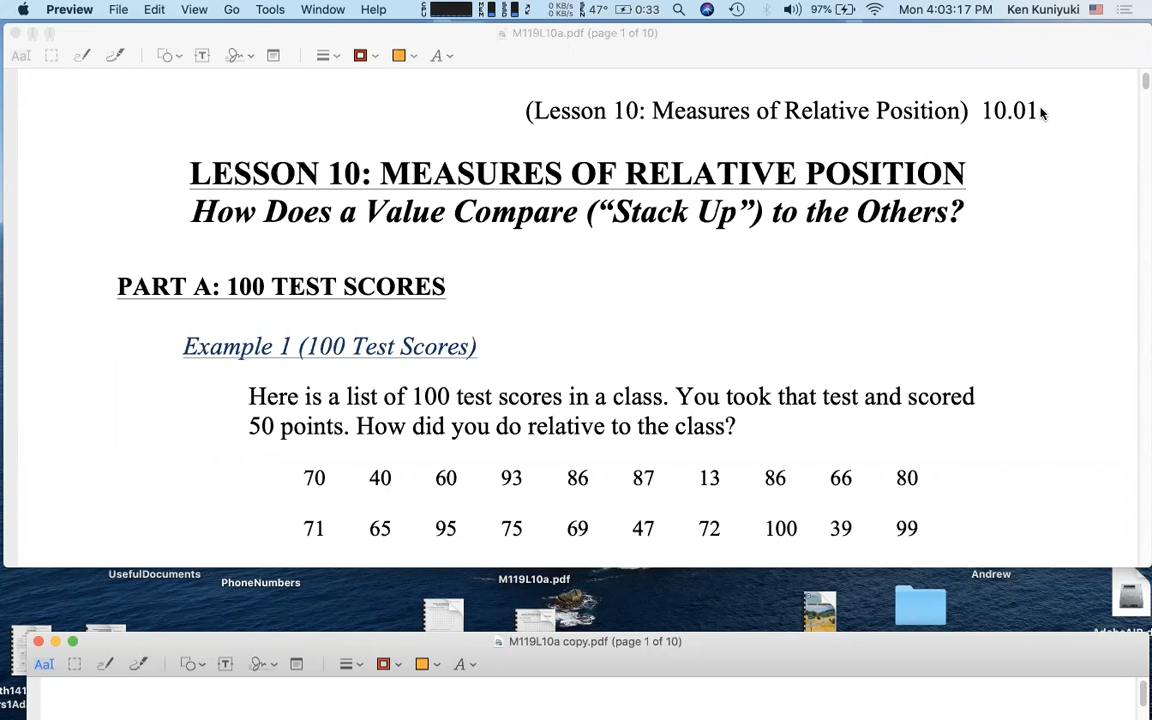 Preview File Edit View Go Tools Window Help 0 KB/s 0 KB/s 47° 0:33 97% Mon 4:03:17 PM Ken Kuniyuki
M119L10a.pdf (page 1 of 10)
(Lesson 10: Measures of Relative Position) 10.01
LESSON 10: MEASURES OF RELATIVE POSITION
How Does a Value Compare (“Stack Up”) to the Others?
PART A: 100 TEST SCORES
Example 1 (100 Test Scores)
Here is a list of 100 test scores in a class. You took that test and scored
50 points. How did you do relative to the class?
70 40 60 93 86 87 13 86 66 80
71 65 95 75 69 47 72 100 39 99
UsefulDocuments
PhoneNumbers
M119L10a.pdf
Andrew
M119L10a copy.pdf (page 1 of 10)